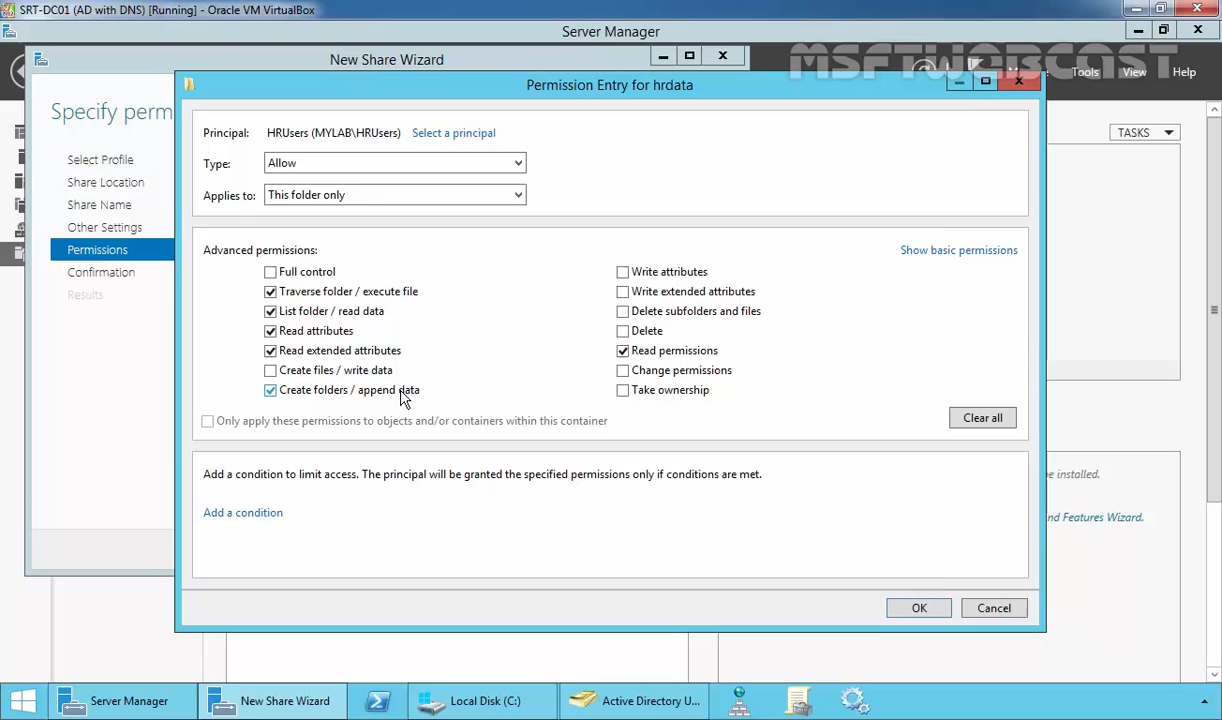 SRT-DC01 (AD with DNS) [Running] - Oracle VM VirtualBox
Server Manager
New Share Wizard
MSFTWEBCAST
Tools View Help
Permission Entry for hrdata
Specify perm
Principal: HRUsers (MYLAB\HRUsers) Select a principal
TASKS
Select Profile
Type: Allow
Share Location
Applies to: This folder only
Share Name
Other Settings
Permissions
Advanced permissions:
Show basic permissions
Confirmation
Full control
Write attributes
Results
Traverse folder / execute file
Write extended attributes
List folder / read data
Delete subfolders and files
Read attributes
Delete
Read extended attributes
Read permissions
Create files / write data
Change permissions
Create folders / append data
Take ownership
Only apply these permissions to objects and/or containers within this container
Clear all
Add a condition to limit access. The principal will be granted the specified permissions only if conditions are met.
be installed.
Add a condition
nd Features Wizard.
OK
Cancel
Server Manager
New Share Wizard
Local Disk (C:)
Active Directory U...